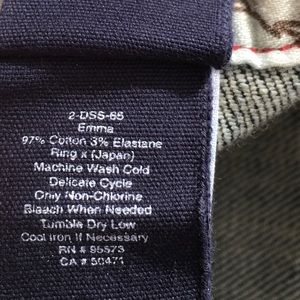 2-DSS-65
Emma
97% Cotton 3% Elastane
Ring x (Japan)
Machine Wash Cold
Delicate Cycle
Only Non-Chlorine
Bleach When Needed
Tumble Dry Low
Cool Iron If Necessary
RN # 95573
CA # 50471